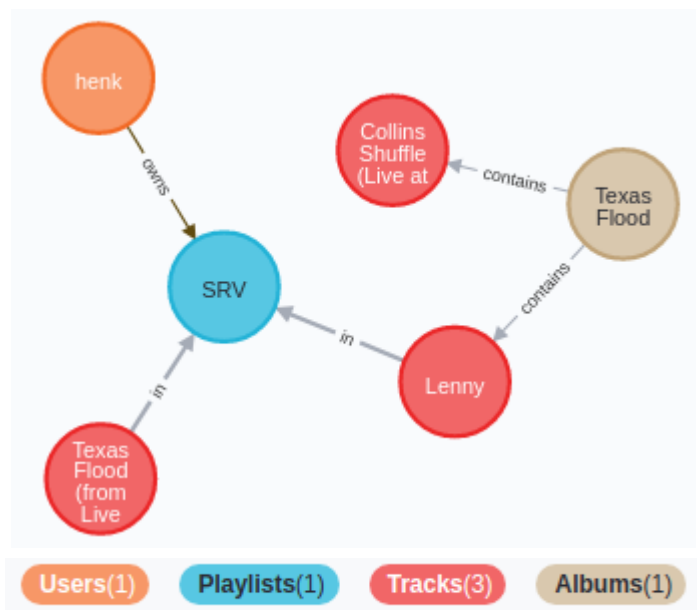 henk
owns
Collins
Shuffle
(Live at
contains
Texas
Flood
contains
SRV
in
Lenny
in
Texas
Flood
(from
Live
Users(1) Playlists(1) Tracks(3) Albums(1)